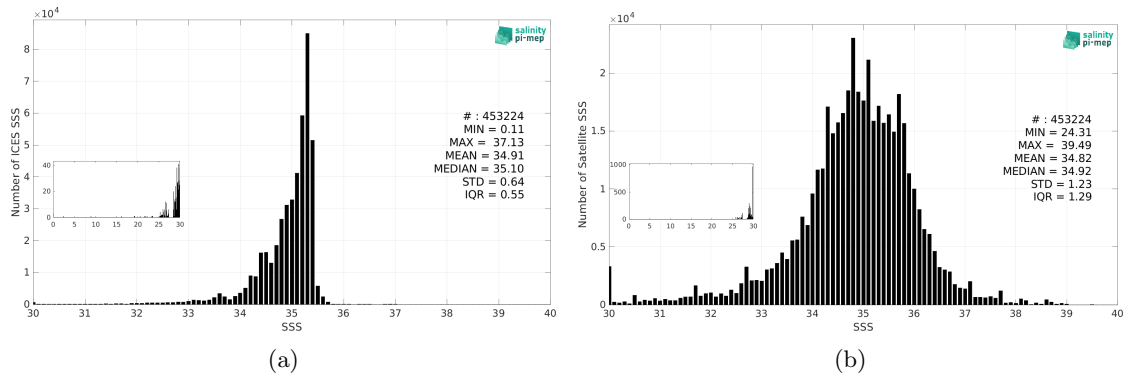 ×10^4
Number of ICES SSS
9
8
7
6
5
4
3
2
1
0
30 31 32 33 34 35 36 37 38 39 40
SSS
salinity
pi-mep
# : 453224
MIN = 0.11
MAX = 37.13
MEAN = 34.91
MEDIAN = 35.10
STD = 0.64
IQR = 0.55
40
20
0
0 5 10 15 20 25 30
(a)
×10^4
Number of Satellite SSS
2
1.5
1
0.5
0
30 31 32 33 34 35 36 37 38 39 40
SSS
salinity
pi-mep
# : 453224
MIN = 24.31
MAX = 39.49
MEAN = 34.82
MEDIAN = 34.92
STD = 1.23
IQR = 1.29
1000
500
0
0 5 10 15 20 25 30
(b)